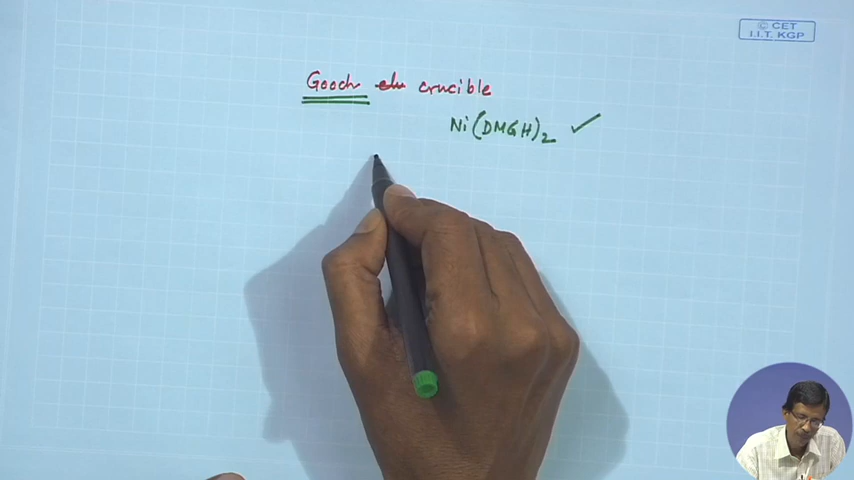 © CET
I.I.T. KGP
Gooch crucible
Ni(DMGH)₂ ✓